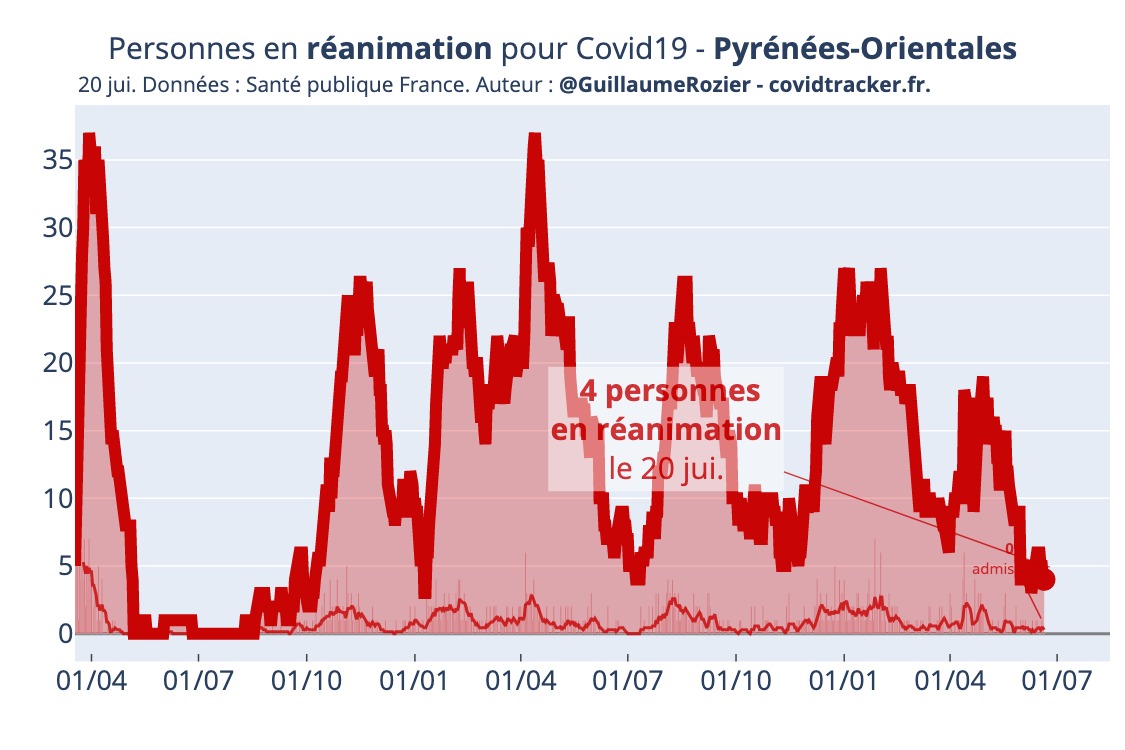 Personnes en réanimation pour Covid19 - Pyrénées-Orientales
20 jui. Données : Santé publique France. Auteur : @GuillaumeRozier - covidtracker.fr.
35
30
25
20
15
10
5
0
4 personnes
en réanimation
le 20 jui.
0
admis
01/04 01/07 01/10 01/01 01/04 01/07 01/10 01/01 01/04 01/07